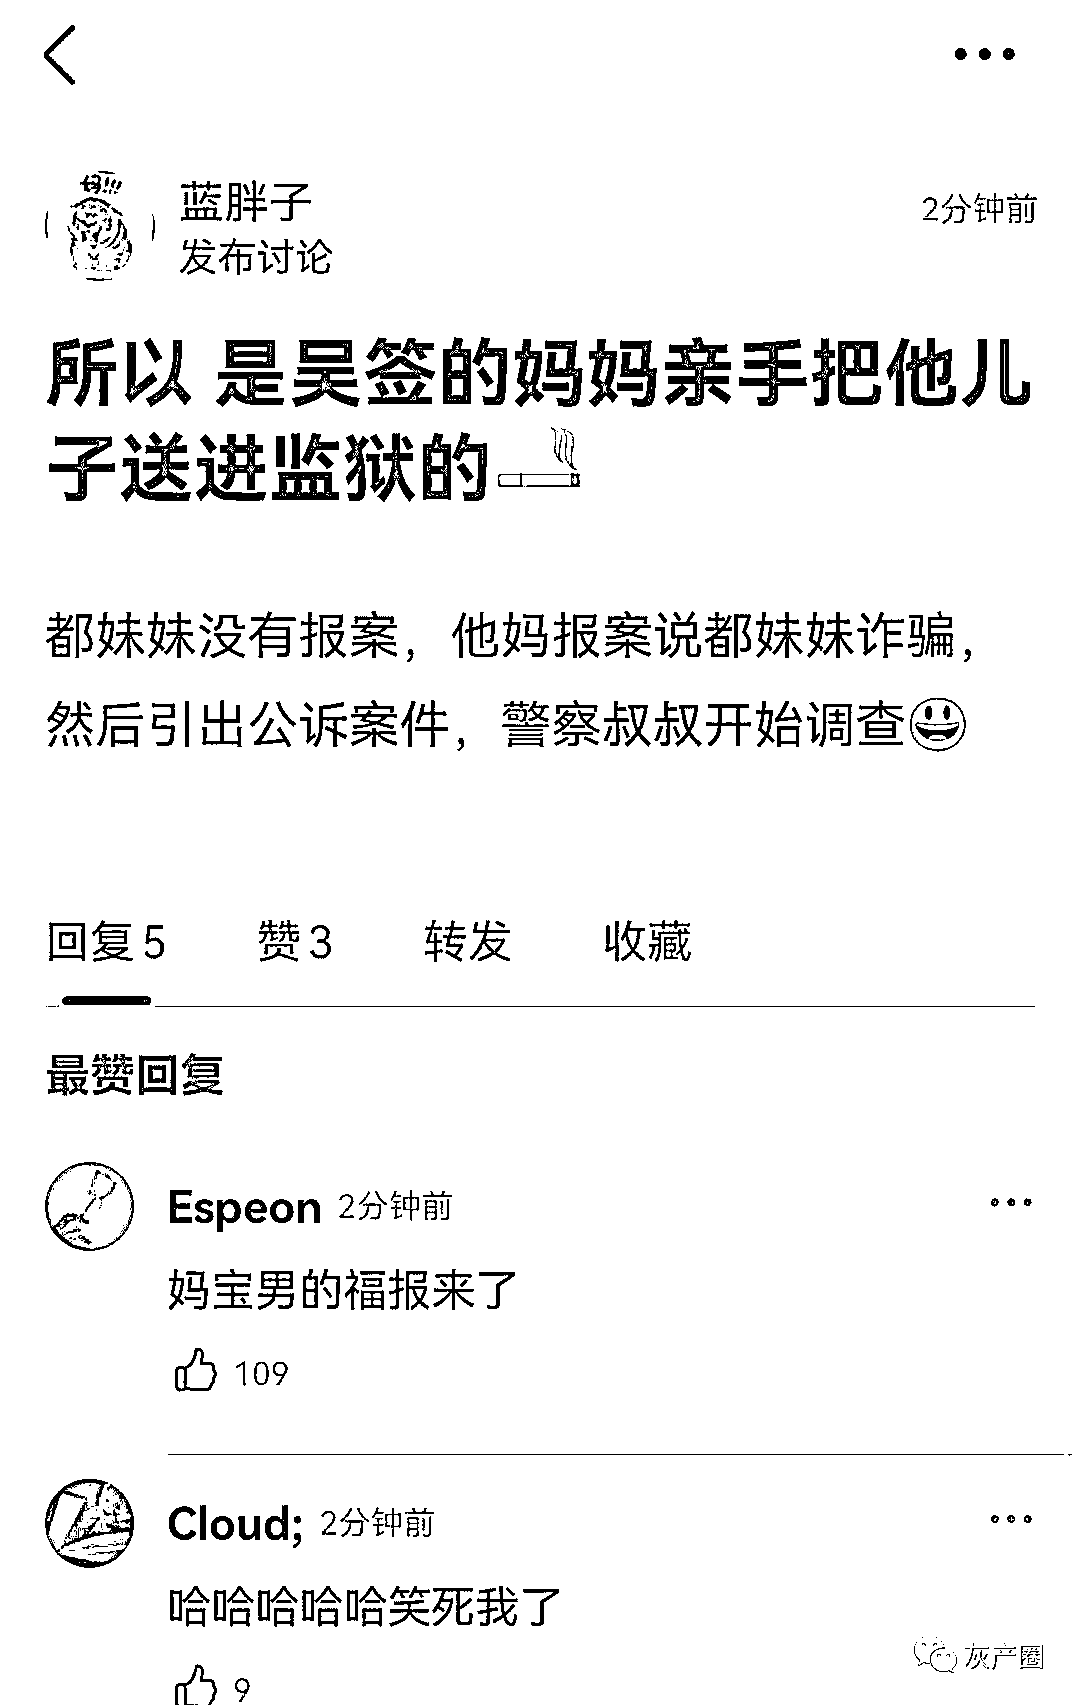 蓝胖子
2分钟前
发布讨论
所以 是吴签的妈妈亲手把他儿
子送进监狱的🚬
都妹妹没有报案，他妈报案说都妹妹诈骗，
然后引出公诉案件，警察叔叔开始调查😃
回复5 赞3 转发 收藏
最赞回复
Espeon 2分钟前
妈宝男的福报来了
109
Cloud; 2分钟前
哈哈哈哈哈笑死我了
9
灰产圈